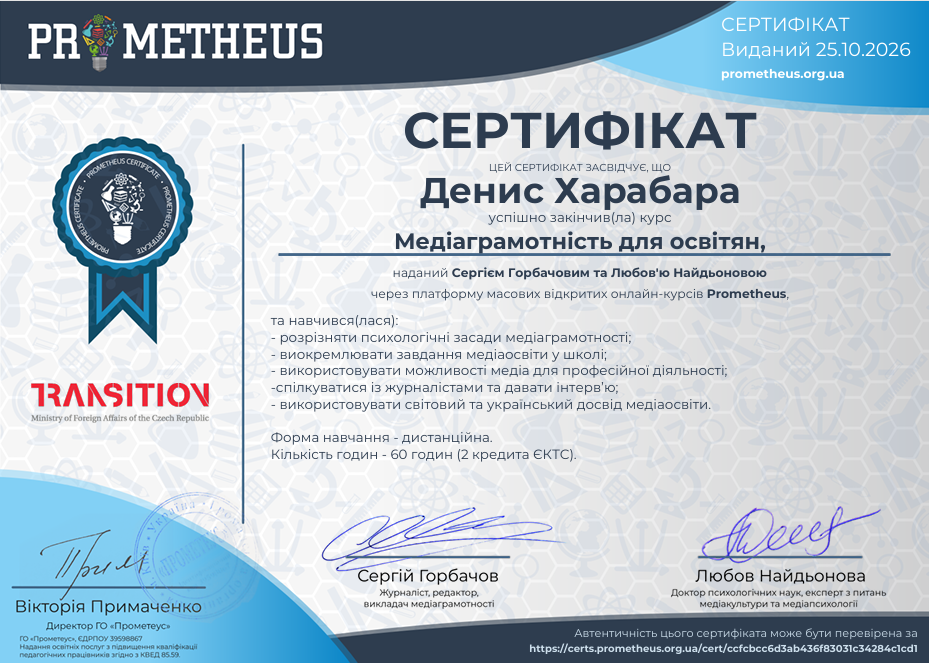 PROMETHEUS
СЕРТИФІКАТ
Виданий 25.10.2026
prometheus.org.ua
СЕРТИФІКАТ
ЦЕЙ СЕРТИФІКАТ ЗАСВІДЧУЄ, ЩО
Денис Харабара
успішно закінчив(ла) курс
Медіаграмотність для освітян,
наданий Сергієм Горбачовим та Любов'ю Найдьоновою
через платформу масових відкритих онлайн-курсів Prometheus,
PROMETHEUS CERTIFICATE • PROMETHEUS CERTIFICATE • PROMETHEUS CERTIFICATE •
та навчився(лася):
- розрізняти психологічні засади медіаграмотності;
- виокремлювати завдання медіаосвіти у школі;
- використовувати можливості медіа для професійної діяльності;
-спілкуватися із журналістами та давати інтерв'ю;
- використовувати світовий та український досвід медіаосвіти.
Форма навчання - дистанційна.
Кількість годин - 60 годин (2 кредита ЄКТС).
TRANSITION
Ministry of Foreign Affairs of the Czech Republic
Вікторія Примаченко
Директор ГО «Прометеус»
ГО «Прометеус», ЄДРПОУ 39598867
Надання освітніх послуг з підвищення кваліфікації
педагогічних працівників згідно з КВЕД 85.59.
Сергій Горбачов
Журналіст, редактор,
викладач медіаграмотності
Любов Найдьонова
Доктор психологічних наук, експерт з питань
медіакультури та медіапсихології
Автентичність цього сертифіката може бути перевірена за
https://certs.prometheus.org.ua/cert/ccfcbcc6d3ab436f83031c34284c1cd1